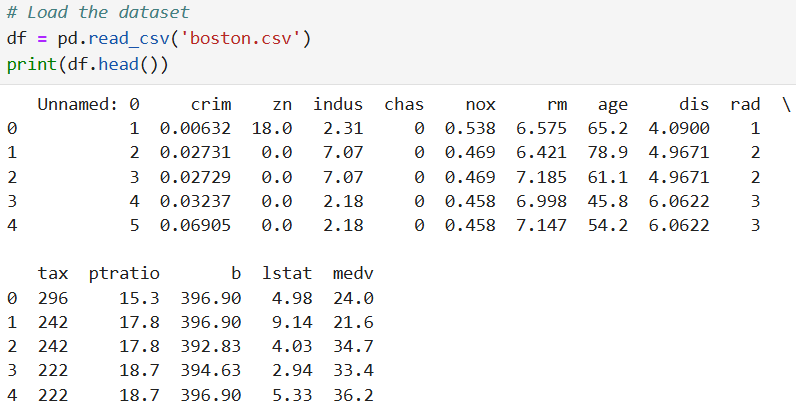 # Load the dataset
df = pd.read_csv('boston.csv')
print(df.head())
   Unnamed: 0     crim    zn  indus  chas    nox     rm   age     dis  rad  \
0           1  0.00632  18.0   2.31     0  0.538  6.575  65.2  4.0900    1
1           2  0.02731   0.0   7.07     0  0.469  6.421  78.9  4.9671    2
2           3  0.02729   0.0   7.07     0  0.469  7.185  61.1  4.9671    2
3           4  0.03237   0.0   2.18     0  0.458  6.998  45.8  6.0622    3
4           5  0.06905   0.0   2.18     0  0.458  7.147  54.2  6.0622    3
   tax  ptratio       b  lstat  medv
0  296     15.3  396.90   4.98  24.0
1  242     17.8  396.90   9.14  21.6
2  242     17.8  392.83   4.03  34.7
3  222     18.7  394.63   2.94  33.4
4  222     18.7  396.90   5.33  36.2